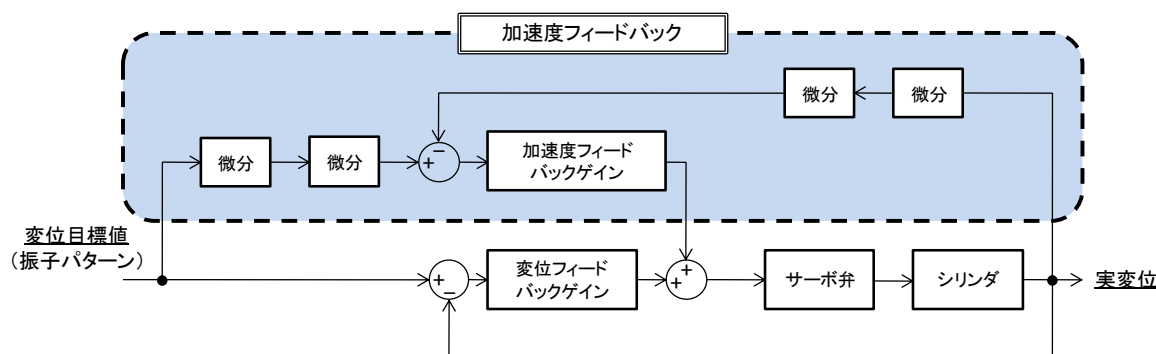 加速度フィードバック
微分
微分
－
＋
微分
微分
加速度フィード
バックゲイン
変位目標値
（振子パターン）
＋
－
変位フィード
バックゲイン
＋
＋
サーボ弁
シリンダ
実変位